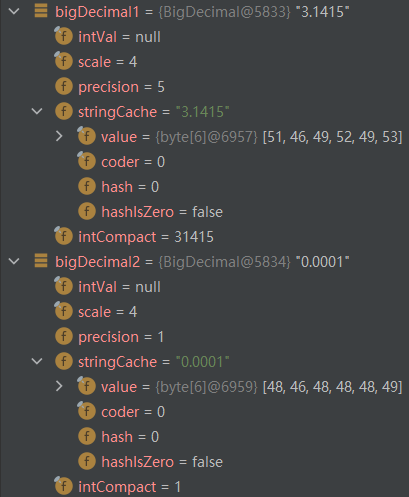 bigDecimal1 = {BigDecimal@5833} "3.1415"
f intVal = null
f scale = 4
f precision = 5
f stringCache = "3.1415"
f value = {byte[6]@6957} [51, 46, 49, 52, 49, 53]
f coder = 0
f hash = 0
f hashIsZero = false
f intCompact = 31415
bigDecimal2 = {BigDecimal@5834} "0.0001"
f intVal = null
f scale = 4
f precision = 1
f stringCache = "0.0001"
f value = {byte[6]@6959} [48, 46, 48, 48, 48, 49]
f coder = 0
f hash = 0
f hashIsZero = false
f intCompact = 1